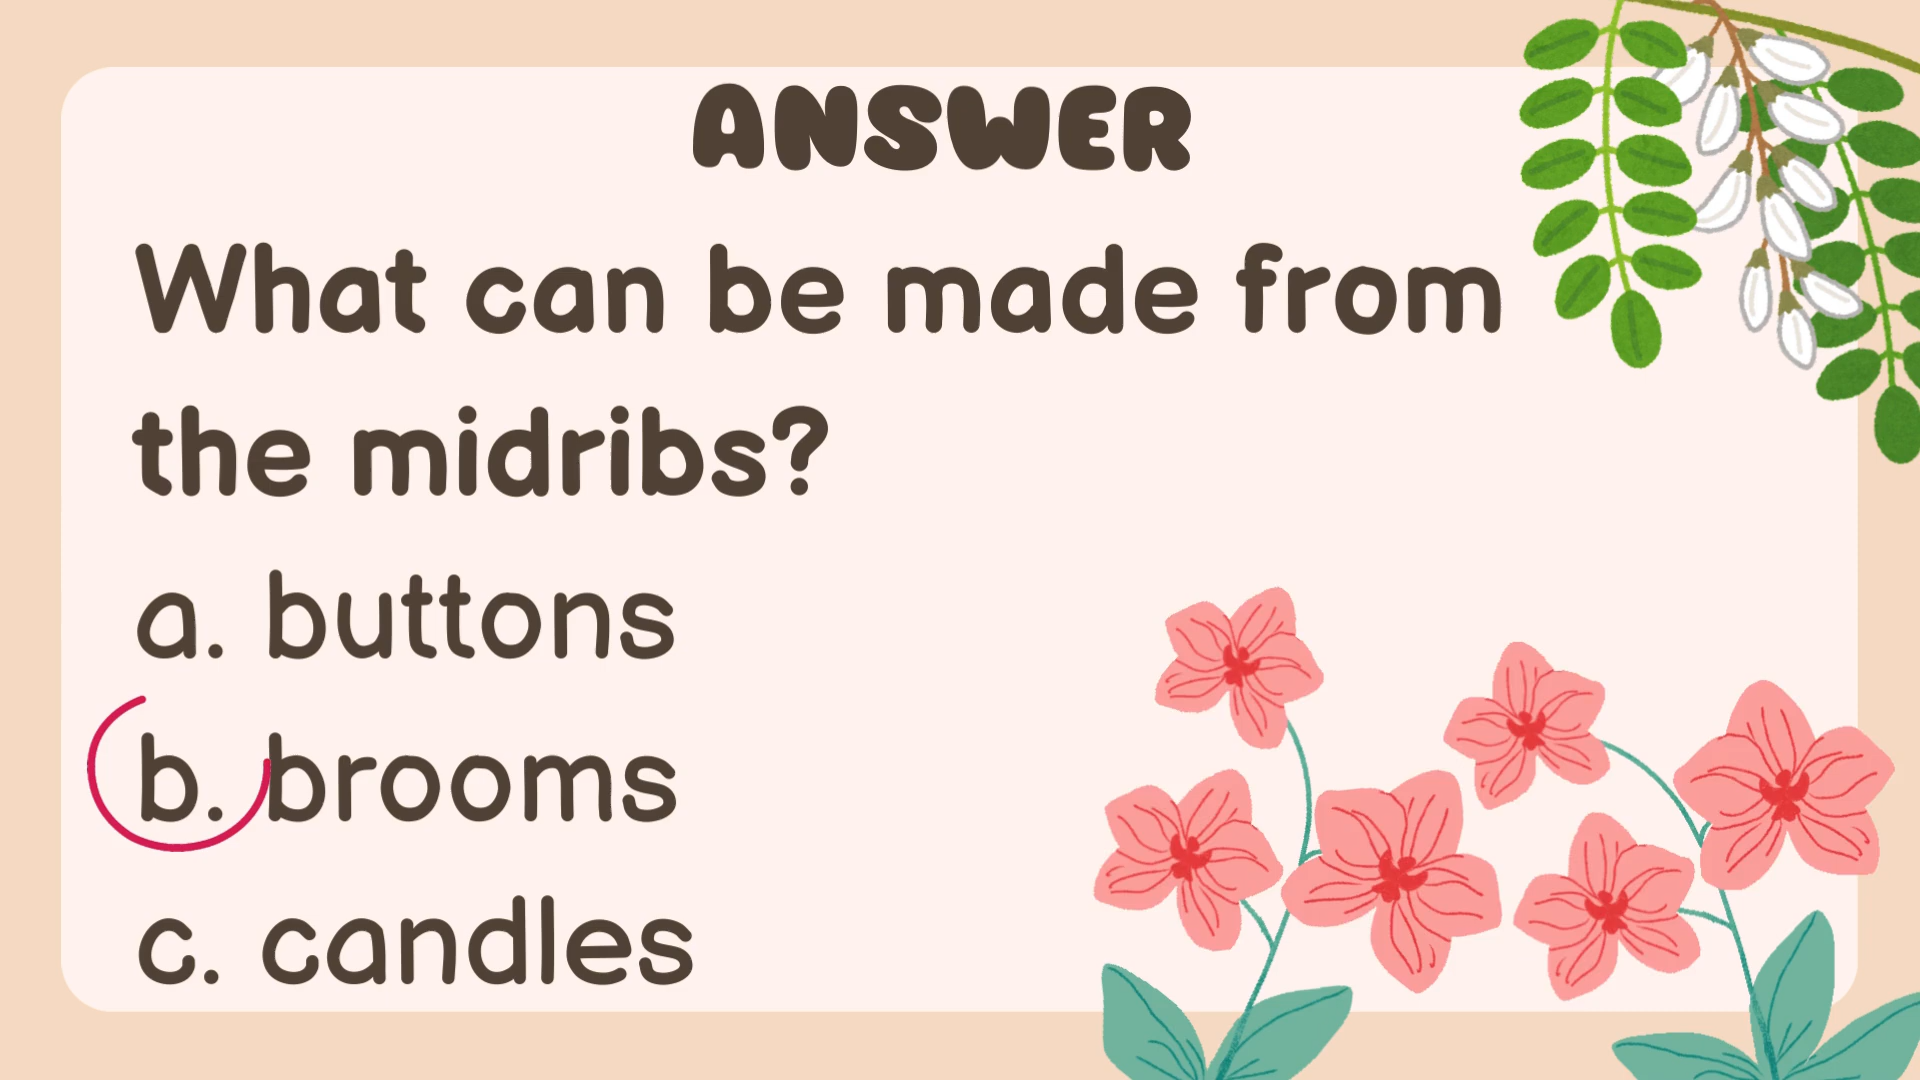 ANSWER
What can be made from
the midribs?
a. buttons
b. brooms
c. candles